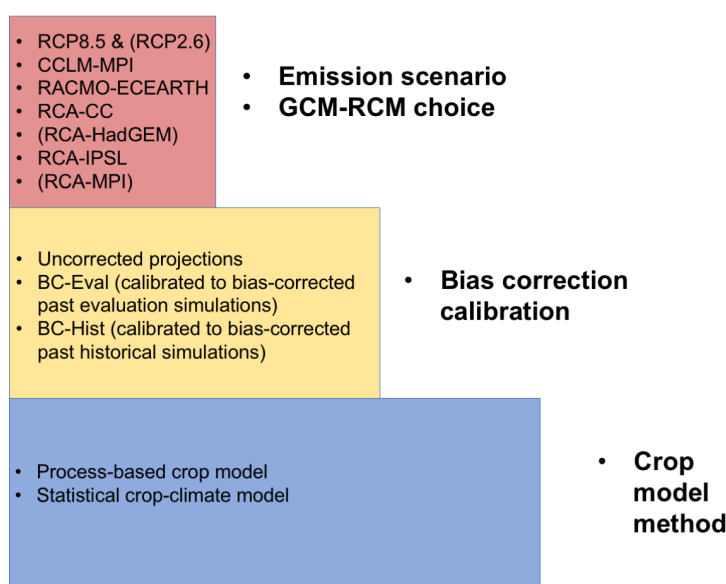 • RCP8.5 & (RCP2.6)
• CCLM-MPI
• RACMO-ECEARTH
• RCA-CC
• (RCA-HadGEM)
• RCA-IPSL
• (RCA-MPI)
• Emission scenario
• GCM-RCM choice
• Uncorrected projections
• BC-Eval (calibrated to bias-corrected
past evaluation simulations)
• BC-Hist (calibrated to bias-corrected
past historical simulations)
• Bias correction
calibration
• Process-based crop model
• Statistical crop-climate model
• Crop
model
method